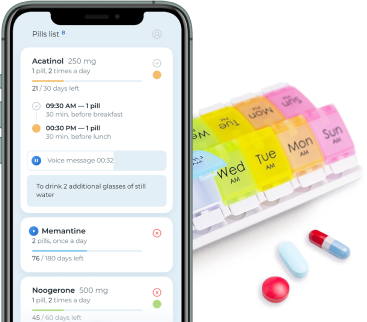 Pills list 8
Acatinol 250 mg
1 pill, 2 times a day
21 / 30 days left
09:30 AM — 1 pill
30 min, before breakfast
00:30 PM — 1 pill
30 min, before lunch
Voice message 00:32
To drink 2 additional glasses of still
water
Memantine
2 pills, once a day
76 / 180 days left
Noogerone 500 mg
1 pill, 2 times a day
45 / 60 days left
Sun
PM
Mon
PM
Tue
PM
Wed
Sun
AM
Mon
AM
Tue
AM
Wed
AM